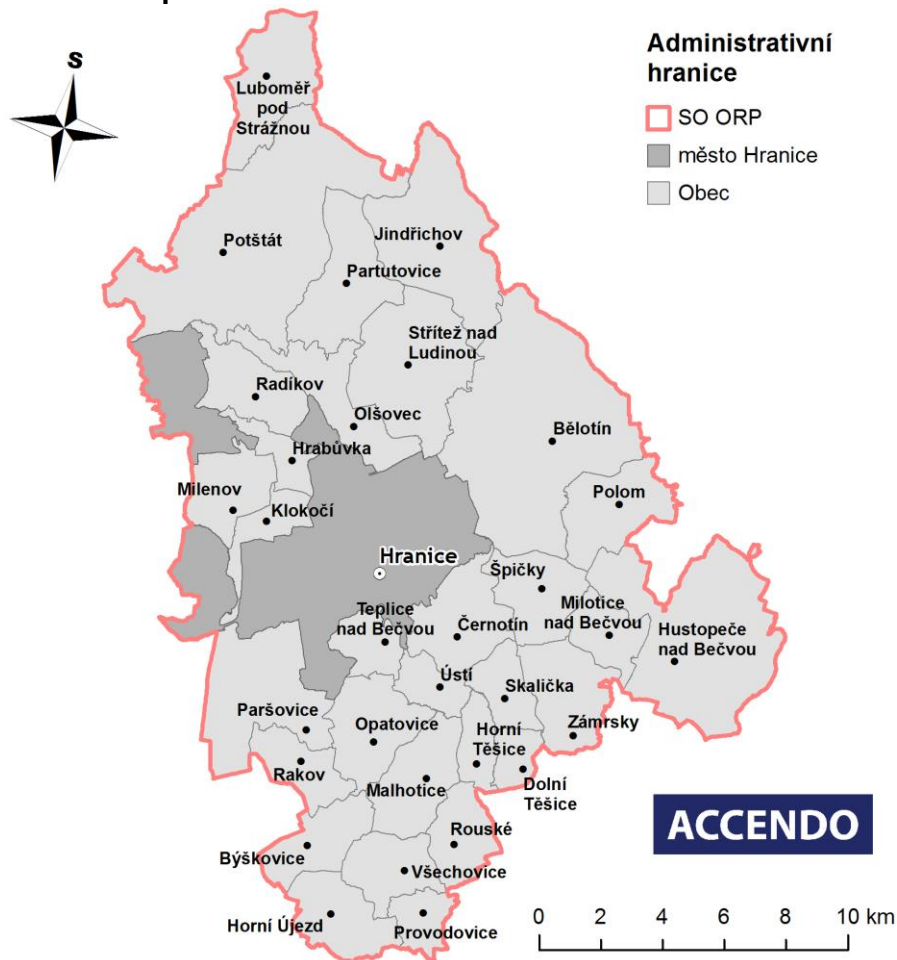 S
Administrativní
hranice
SO ORP
město Hranice
Obec
Luboměř
pod
Strážnou
Potštát
Jindřichov
Partutovice
Střítež nad
Ludinou
Radíkov
Olšovec
Bělotín
Hrabůvka
Milenov
Klokočí
Polom
Hranice
Špičky
Teplice
nad Bečvou
Černotín
Milotice
nad Bečvou
Hustopeče
nad Bečvou
Ústí
Skalička
Paršovice
Opatovice
Horní
Těšice
Zámrsky
Rakov
Malhotice
Dolní
Těšice
ACCENDO
Rouské
Býškovice
Všechovice
Horní Újezd
Provodovice
0 2 4 6 8 10 km